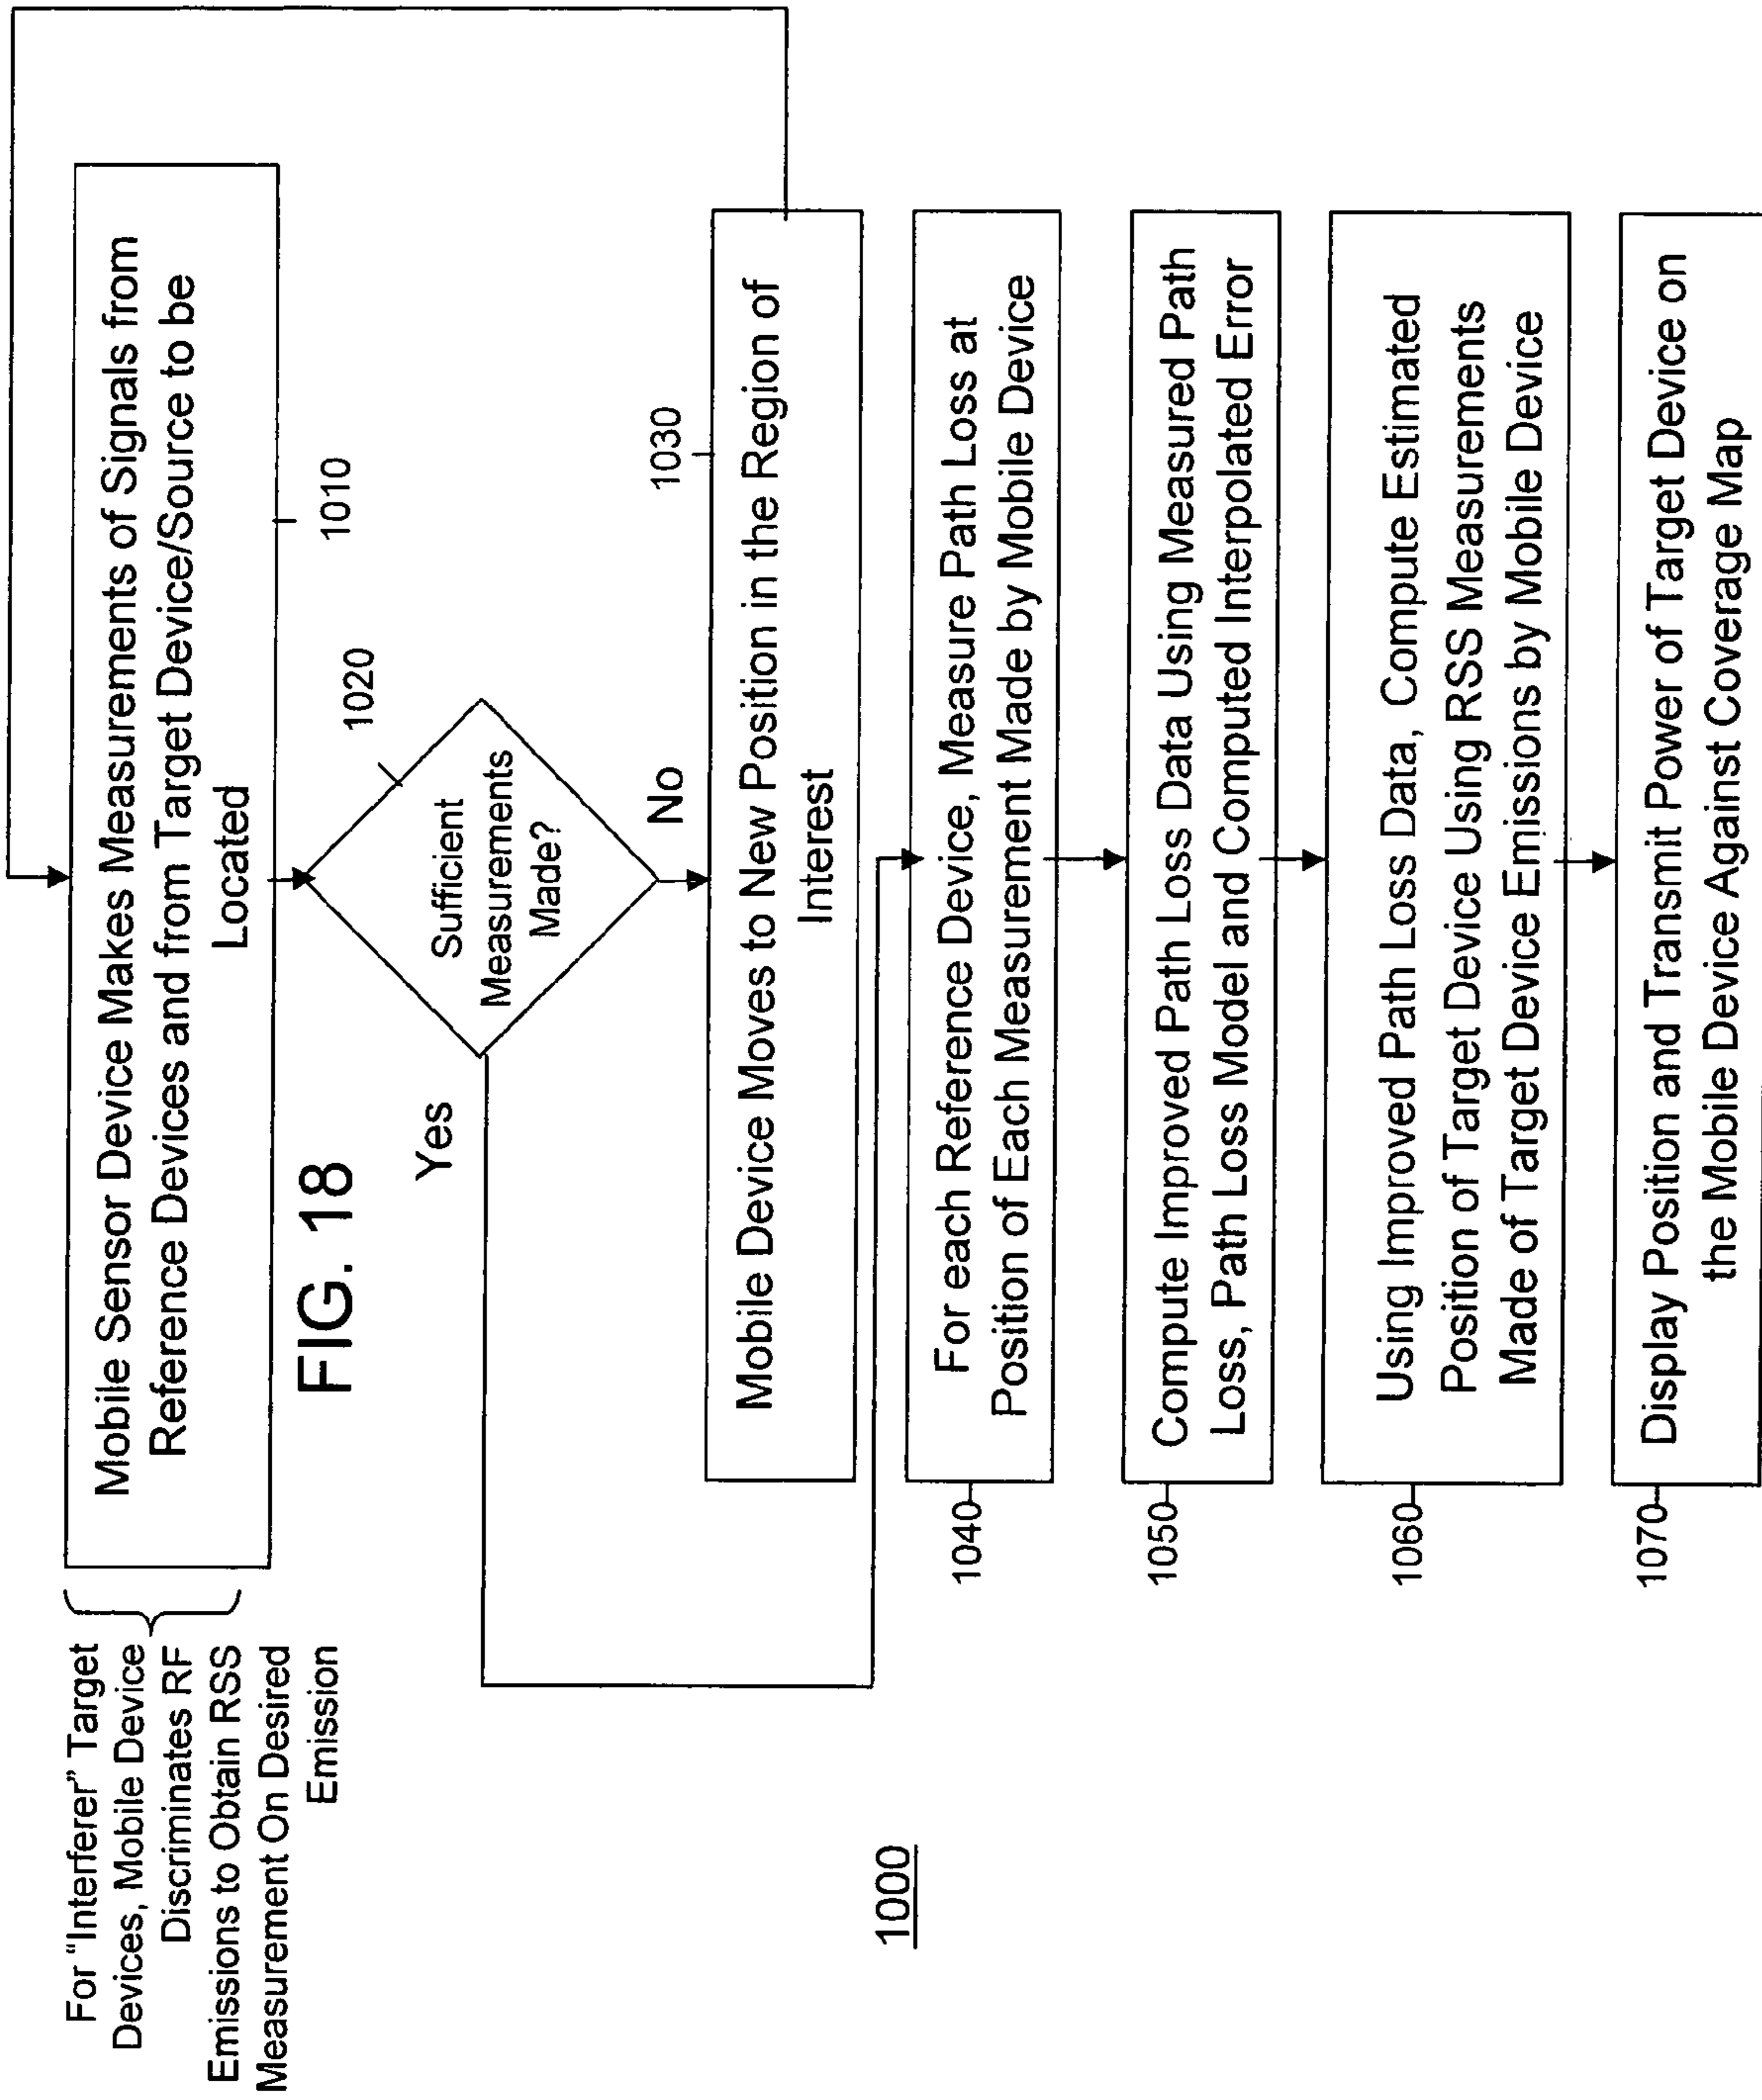 For "Interferer" Target
Devices, Mobile Device
Discriminates RF
Emissions to Obtain RSS
Measurement On Desired
Emission
Mobile Sensor Device Makes Measurements of Signals from
Reference Devices and from Target Device/Source to be
Located
1010
FIG. 18
1020
Sufficient
Measurements
Made?
Yes
No
1030
Mobile Device Moves to New Position in the Region of
Interest
1000
1040
For each Reference Device, Measure Path Loss at
Position of Each Measurement Made by Mobile Device
1050
Compute Improved Path Loss Data Using Measured Path
Loss, Path Loss Model and Computed Interpolated Error
1060
Using Improved Path Loss Data, Compute Estimated
Position of Target Device Using RSS Measurements
Made of Target Device Emissions by Mobile Device
1070
Display Position and Transmit Power of Target Device on
the Mobile Device Against Coverage Map